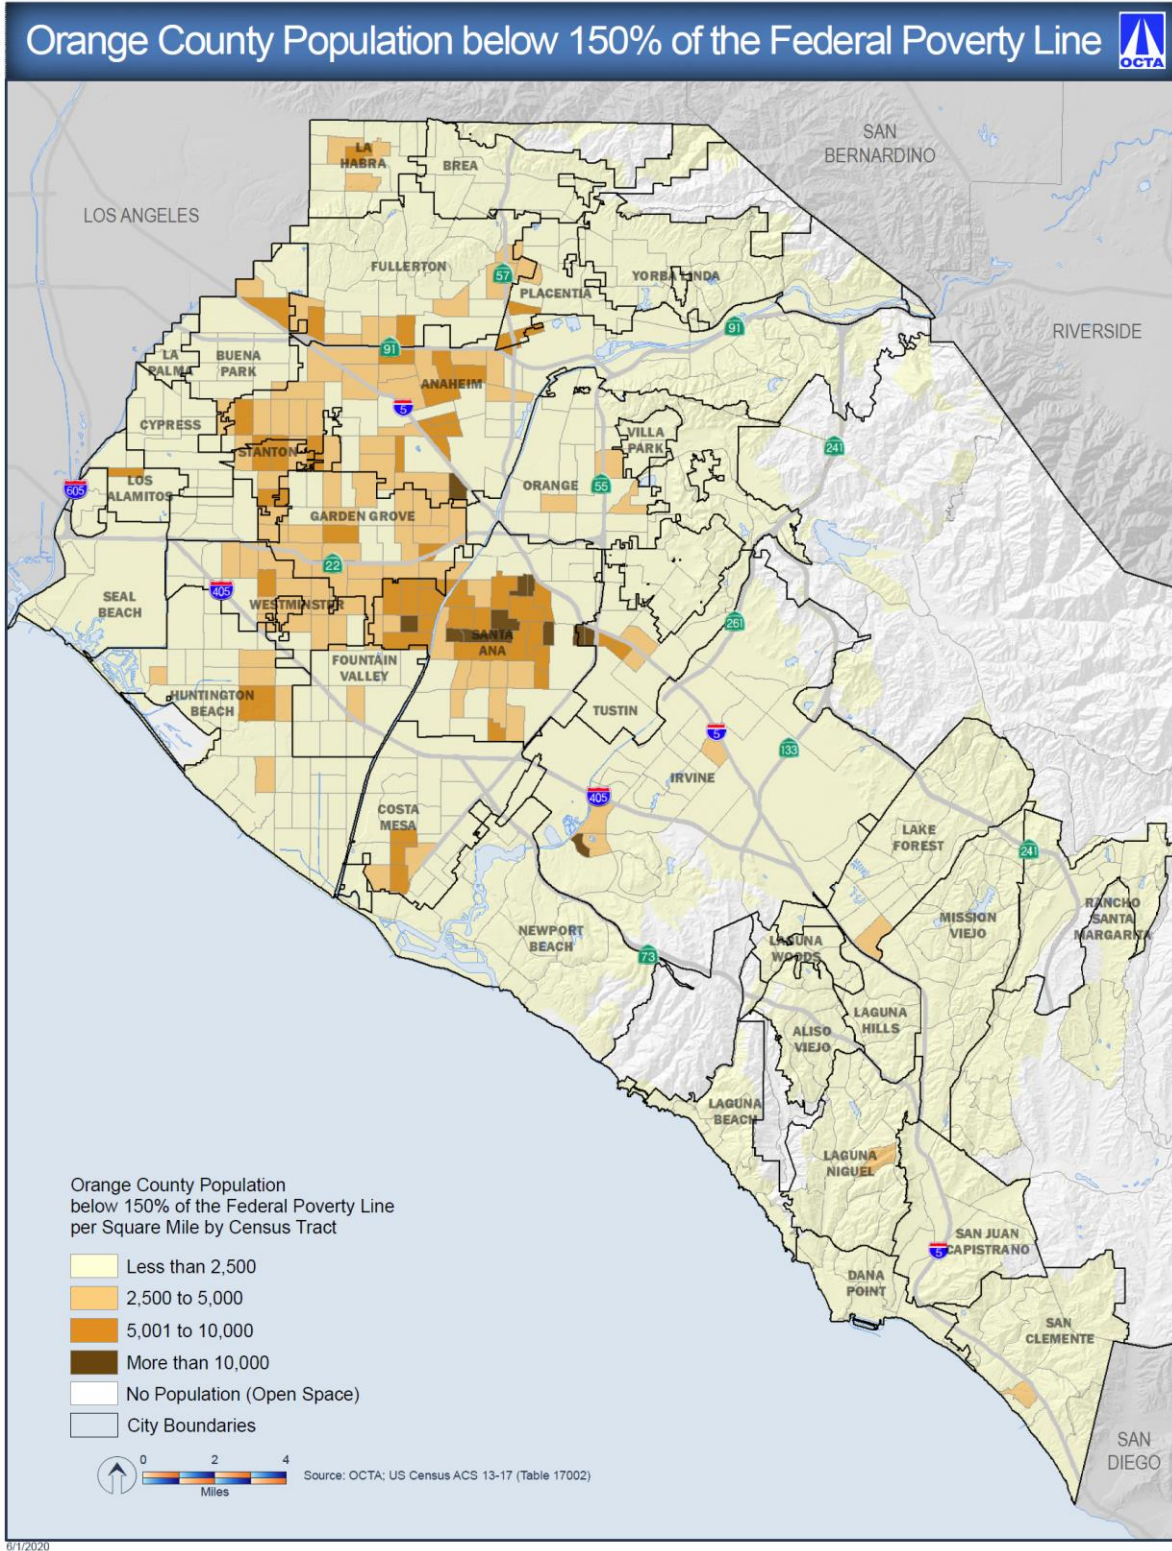 Orange County Population below 150% of the Federal Poverty Line
OCTA
SAN
BERNARDINO
LOS ANGELES
RIVERSIDE
LA
HABRA
BREA
FULLERTON
57
PLACENTIA
YORBA LINDA
91
91
LA
PALMA
BUENA
PARK
ANAHEIM
5
CYPRESS
STANTON
VILLA
PARK
241
605
LOS
ALAMITOS
ORANGE
55
GARDEN GROVE
22
SEAL
BEACH
405
WESTMINSTER
261
SANTA
ANA
FOUNTAIN
VALLEY
HUNTINGTON
BEACH
TUSTIN
5
133
IRVINE
405
COSTA
MESA
LAKE
FOREST
241
RANCHO
SANTA
MARGARITA
MISSION
VIEJO
NEWPORT
BEACH
73
LAGUNA
WOODS
LAGUNA
HILLS
ALISO
VIEJO
LAGUNA
BEACH
LAGUNA
NIGUEL
SAN JUAN
CAPISTRANO
5
DANA
POINT
SAN
CLEMENTE
SAN
DIEGO
Orange County Population
below 150% of the Federal Poverty Line
per Square Mile by Census Tract
Less than 2,500
2,500 to 5,000
5,001 to 10,000
More than 10,000
No Population (Open Space)
City Boundaries
0 2 4
Miles
Source: OCTA; US Census ACS 13-17 (Table 17002)
6/1/2020